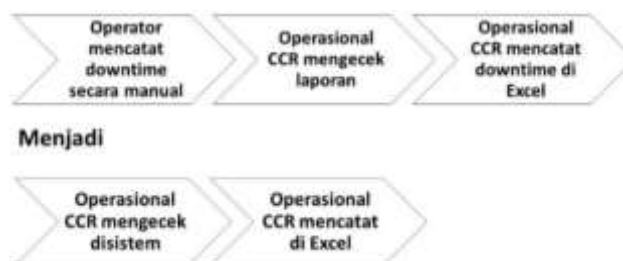 Operator
mencatat
downtime
secara manual
Operasional
CCR mengecek
laporan
Operasional
CCR mencatat
downtime di
Excel
Menjadi
Operasional
CCR mengecek
disistem
Operasional
CCR mencatat
di Excel